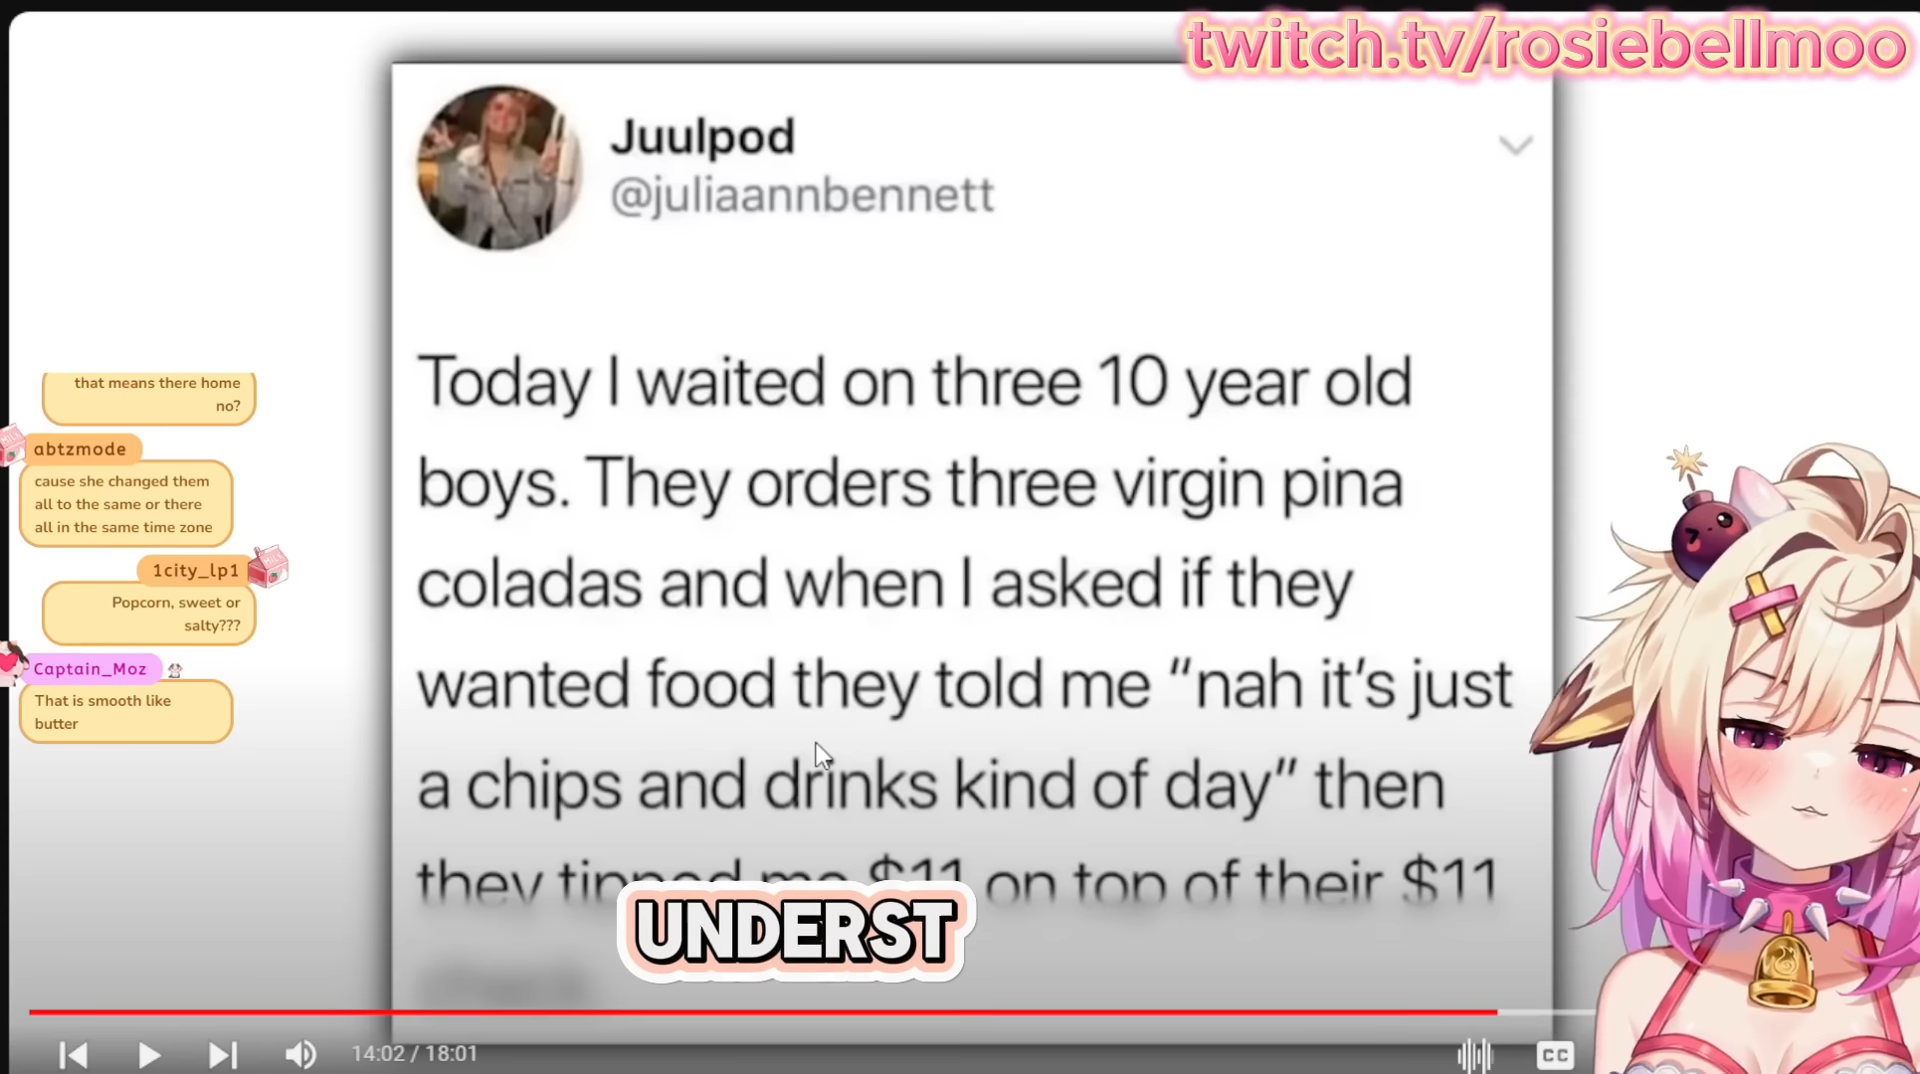 twitch.tv/rosiebellmoo
Juulpod
@juliaannbennett
Today I waited on three 10 year old
boys. They orders three virgin pina
coladas and when I asked if they
wanted food they told me “nah it’s just
a chips and drinks kind of day” then
they tipped me $11 on top of their $11
that means there home
no?
abtzmode
cause she changed them
all to the same or there
all in the same time zone
1city_lp1
Popcorn, sweet or
salty???
Captain_Moz
That is smooth like
butter
UNDERST
14:02 / 18:01
CC